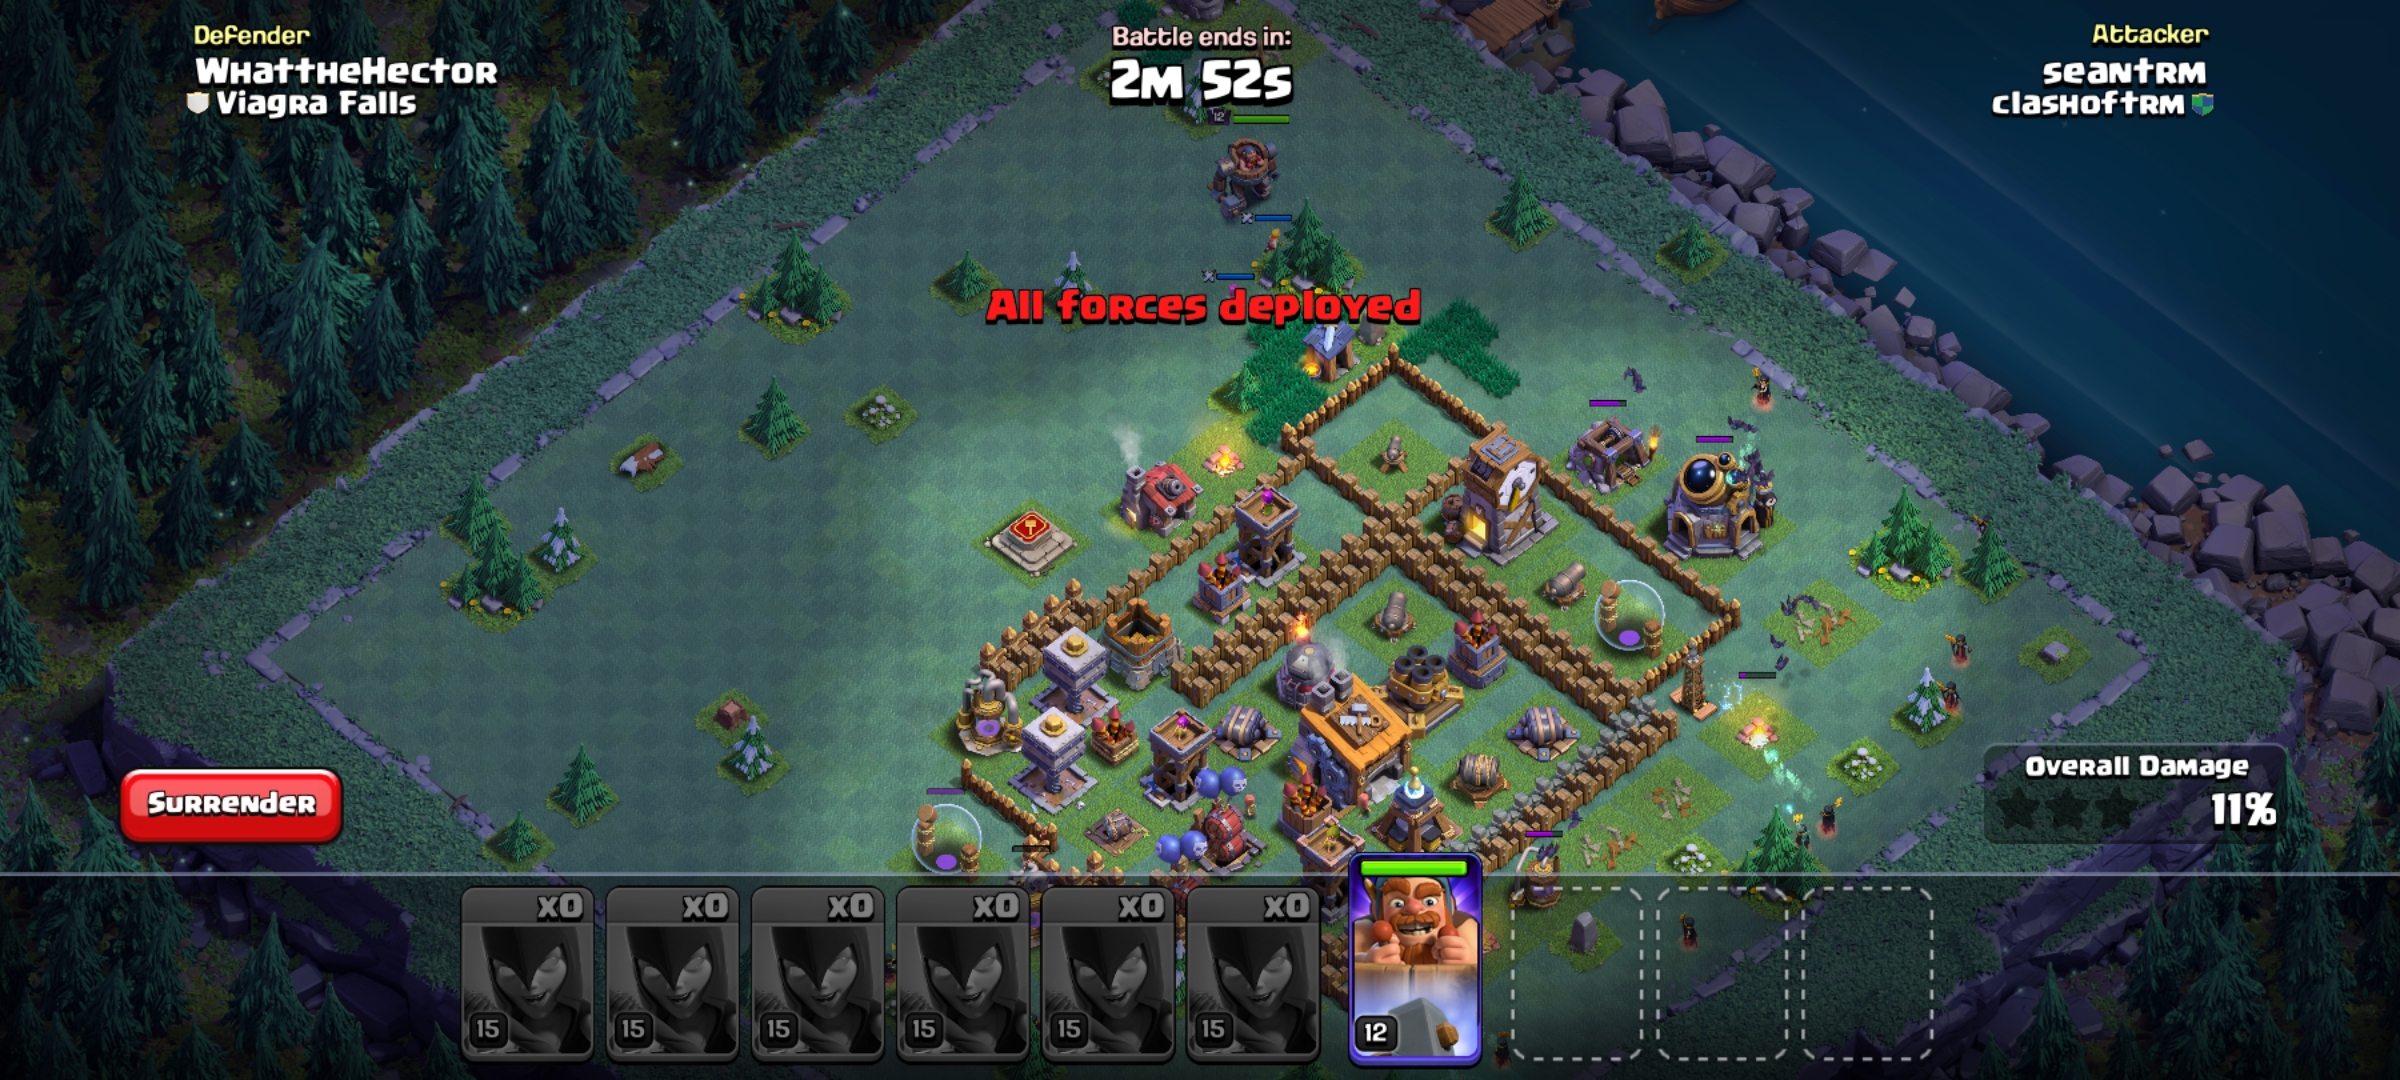 Defender
WhattheHector
Viagra Falls
Battle ends in:
2M 52s
Attacker
seantRM
clashoftRM
12
All forces deployed
Surrender
Overall Damage
11%
x0
x0
x0
x0
x0
x0
15
15
15
15
15
15
12